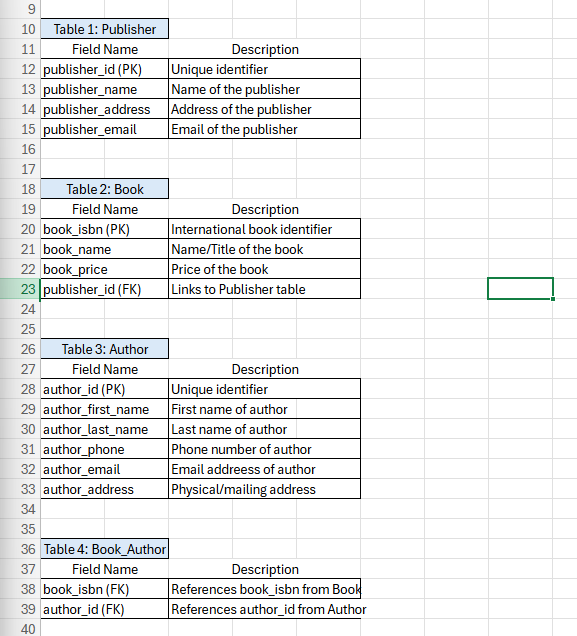 9
10 Table 1: Publisher
11 Field Name Description
12 publisher_id (PK) Unique identifier
13 publisher_name Name of the publisher
14 publisher_address Address of the publisher
15 publisher_email Email of the publisher
16
17
18 Table 2: Book
19 Field Name Description
20 book_isbn (PK) International book identifier
21 book_name Name/Title of the book
22 book_price Price of the book
23 publisher_id (FK) Links to Publisher table
24
25
26 Table 3: Author
27 Field Name Description
28 author_id (PK) Unique identifier
29 author_first_name First name of author
30 author_last_name Last name of author
31 author_phone Phone number of author
32 author_email Email addreess of author
33 author_address Physical/mailing address
34
35
36 Table 4: Book_Author
37 Field Name Description
38 book_isbn (FK) References book_isbn from Book
39 author_id (FK) References author_id from Author
40